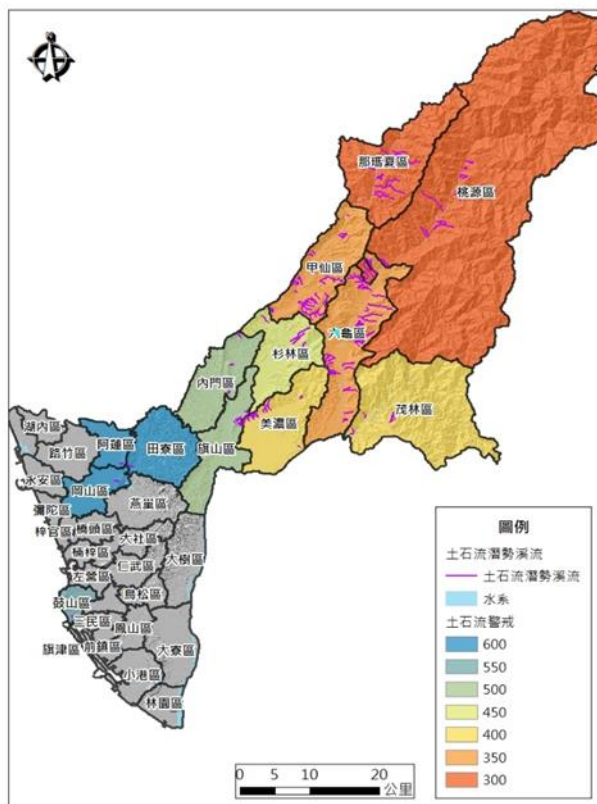 那瑪夏區
桃源區
甲仙區
六龜區
杉林區
內門區
茂林區
美濃區
旗山區
湖內區
阿蓮區
田寮區
路竹區
永安區
岡山區
燕巢區
彌陀區
梓官區
橋頭區
大社區
大樹區
楠梓區
仁武區
左營區
鳥松區
鼓山區
三民區
鳳山區
旗津區
前鎮區
大寮區
小港區
林園區
圖例
土石流潛勢溪流
土石流潛勢溪流
水系
土石流警戒
600
550
500
450
400
350
300
0 5 10 20
公里